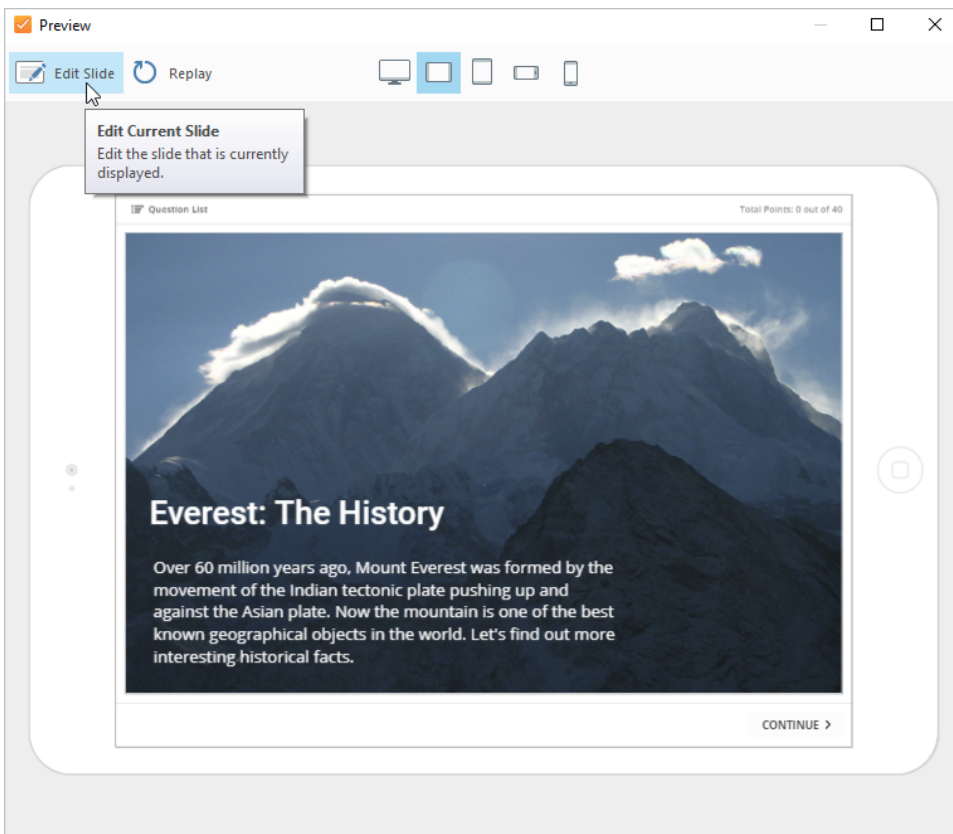 Preview
Edit Slide
Replay
Edit Current Slide
Edit the slide that is currently
displayed.
Question List
Total Points: 0 out of 40
Everest: The History
Over 60 million years ago, Mount Everest was formed by the
movement of the Indian tectonic plate pushing up and
against the Asian plate. Now the mountain is one of the best
known geographical objects in the world. Let's find out more
interesting historical facts.
CONTINUE